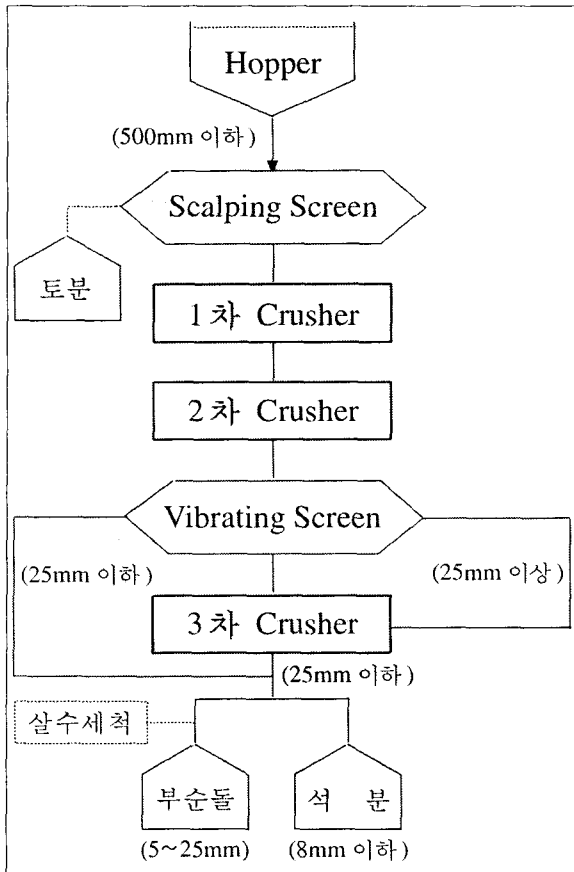 Hopper
(500mm 이하)
Scalping Screen
토분
1차 Crusher
2차 Crusher
Vibrating Screen
(25mm 이하)
(25mm 이상)
3차 Crusher
(25mm 이하)
살수세척
부순돌
석 분
(5~25mm)
(8mm 이하)